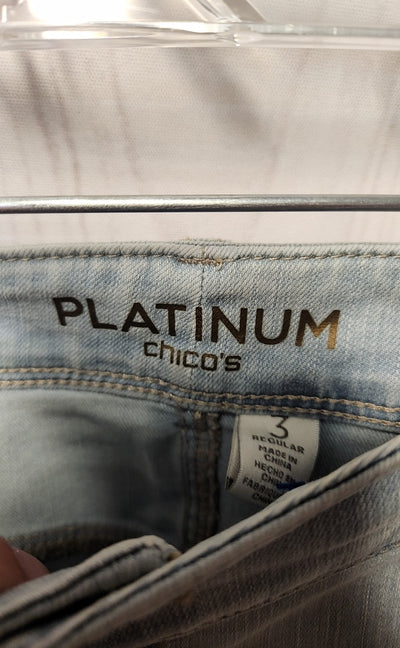 PLATINUM
chico's
3
REGULAR
MADE IN
CHINA
HECHO EN